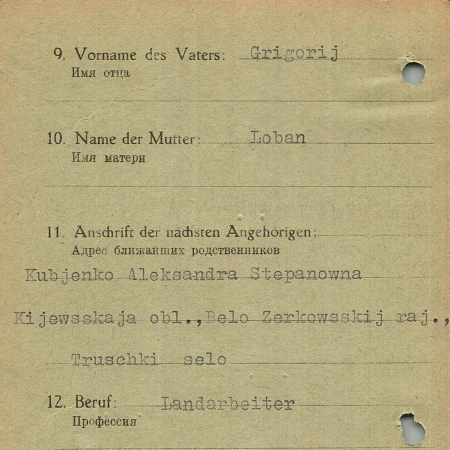 9. Vorname des Vaters: Grigorij
Имя отца
10. Name der Mutter: Loban
Имя матери
11. Anschrift der nächsten Angehörigen:
Адрес ближайших родственников
Kubjenko Aleksandra Stepanowna
Kijewsskaja obl.,Belo Zerkowsskij raj.,
Truschki selo
12. Beruf: Landarbeiter
Профессия